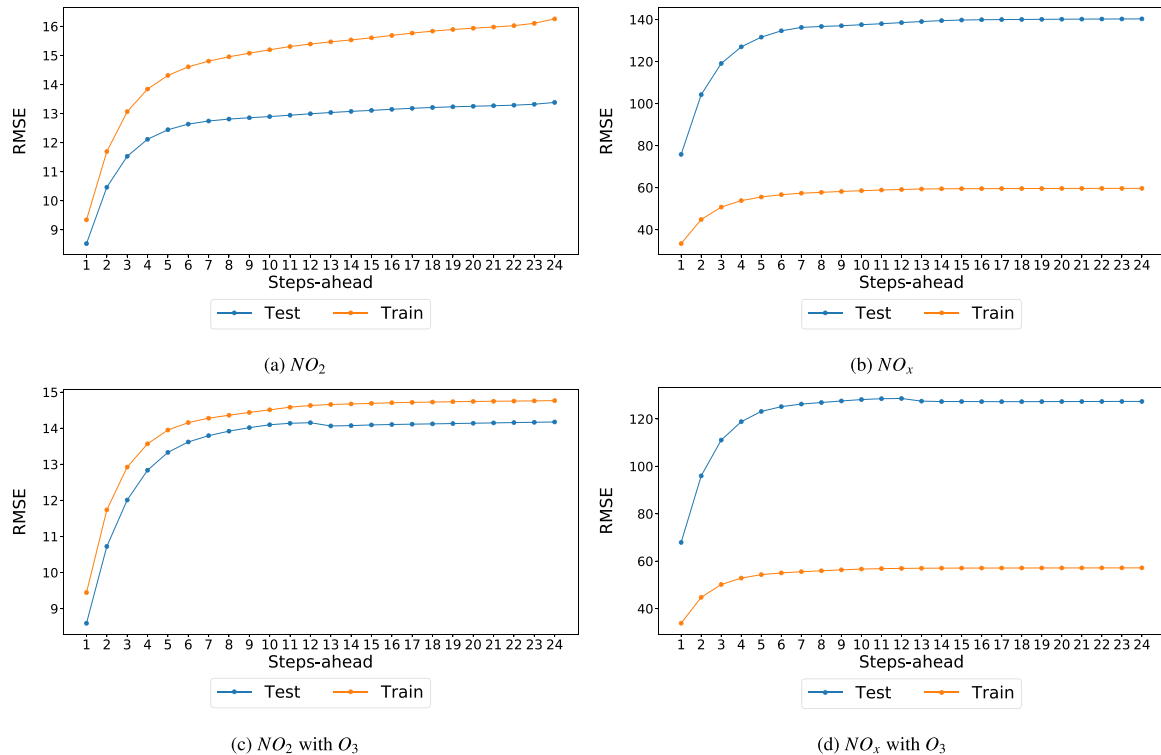 16
15
14
13
12
11
10
9
RMSE
1 2 3 4 5 6 7 8 9 10 11 12 13 14 15 16 17 18 19 20 21 22 23 24
Steps-ahead
Test Train
(a) NO₂
140
120
100
80
60
40
RMSE
1 2 3 4 5 6 7 8 9 10 11 12 13 14 15 16 17 18 19 20 21 22 23 24
Steps-ahead
Test Train
(b) NOₓ
15
14
13
12
11
10
9
RMSE
1 2 3 4 5 6 7 8 9 10 11 12 13 14 15 16 17 18 19 20 21 22 23 24
Steps-ahead
Test Train
(c) NO₂ with O₃
120
100
80
60
40
RMSE
1 2 3 4 5 6 7 8 9 10 11 12 13 14 15 16 17 18 19 20 21 22 23 24
Steps-ahead
Test Train
(d) NOₓ with O₃